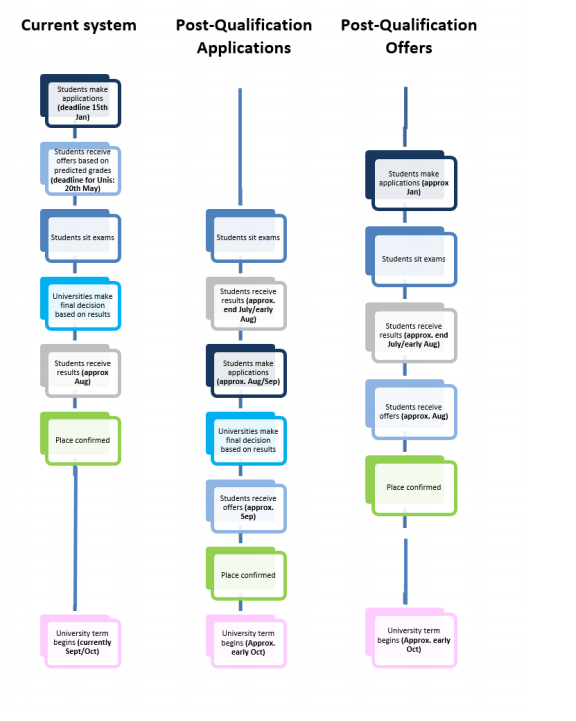 Current system
Students make
applications
(deadline 15th
Jan)
Students receive
offers based on
predicted grades
(deadline for Unis:
20th May)
Students sit exams
Universities make
final decision
based on results
Students receive
results (approx
Aug)
Place confirmed
University term
begins (currently
Sept/Oct)
Post-Qualification
Applications
Students sit exams
Students receive
results (approx.
end July/early
Aug)
Students make
applications
(approx. Aug/Sep)
Universities make
final decision
based on results
Students receive
offers (approx.
Sep)
Place confirmed
University term
begins (Approx.
early Oct)
Post-Qualification
Offers
Students make
applications (approx
Jan)
Students sit exams
Students receive
results (approx. end
July/early Aug)
Students receive
offers (approx. Aug)
Place confirmed
University term
begins (Approx. early
Oct)